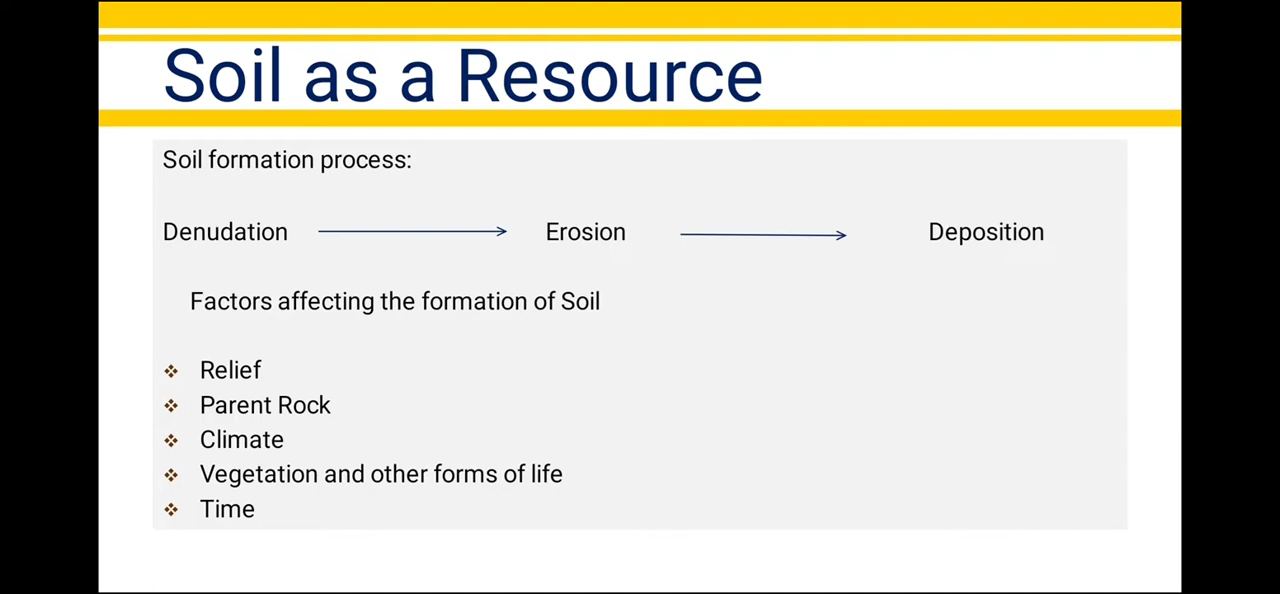 Soil as a Resource
Soil formation process:
Denudation Erosion Deposition
Factors affecting the formation of Soil
Relief
Parent Rock
Climate
Vegetation and other forms of life
Time